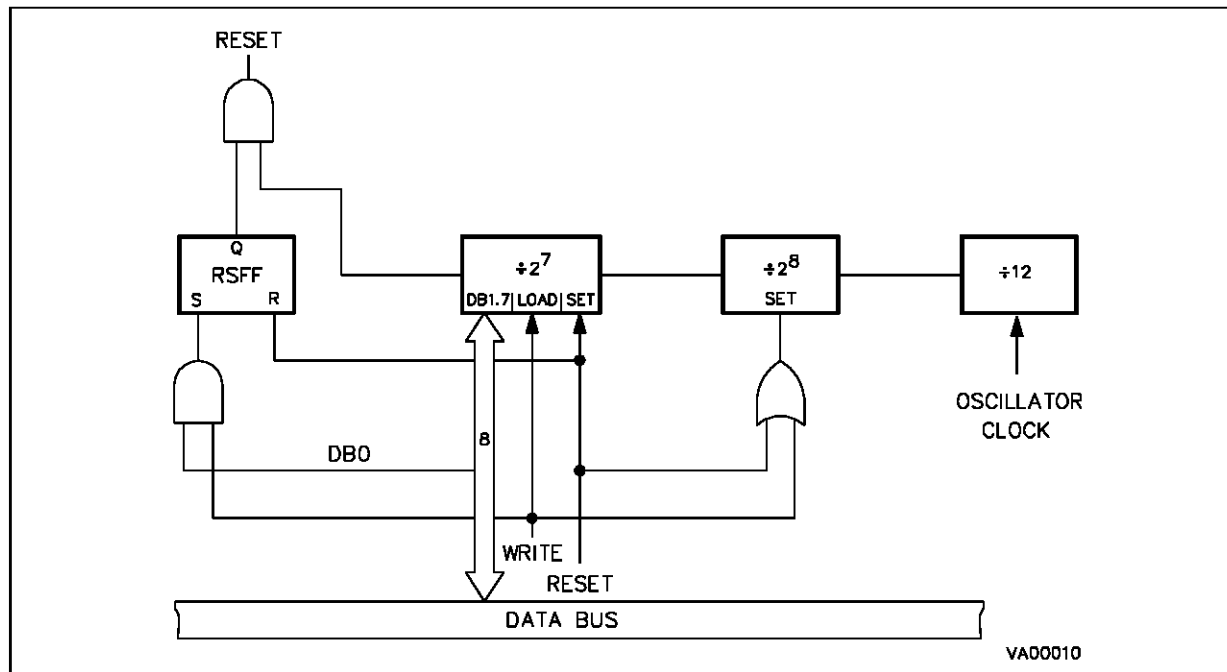 RESET
Q
RSFF
S R
÷2⁷
DB1.7 | LOAD | SET
÷2⁸
SET
÷12
OSCILLATOR
CLOCK
8
DB0
WRITE
RESET
DATA BUS
VA00010